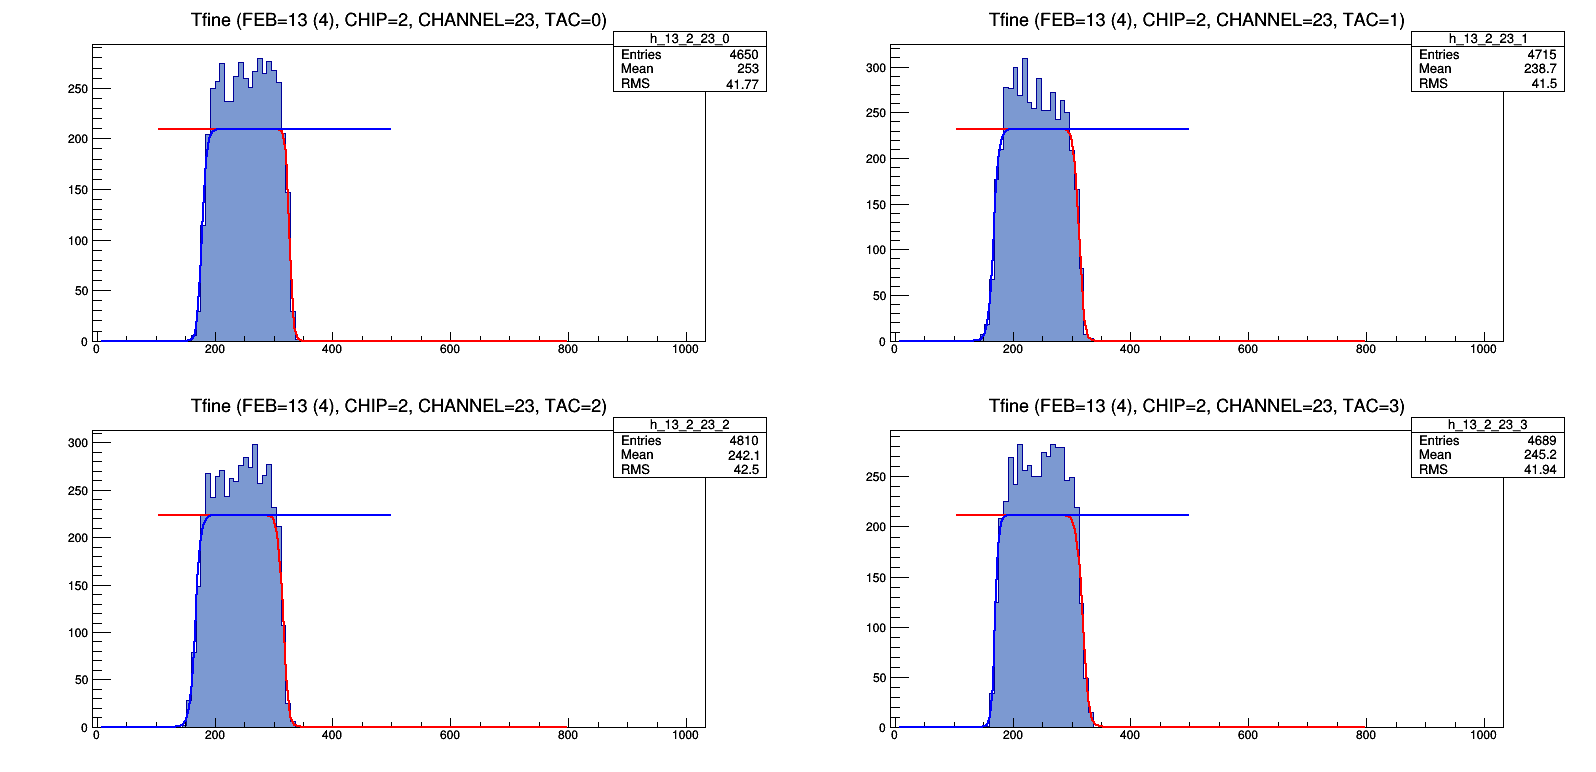 Tfine (FEB=13 (4), CHIP=2, CHANNEL=23, TAC=0)
h_13_2_23_0
Entries 4650
Mean 253
RMS 41.77
250
200
150
100
50
0
0 200 400 600 800 1000
Tfine (FEB=13 (4), CHIP=2, CHANNEL=23, TAC=1)
h_13_2_23_1
Entries 4715
Mean 238.7
RMS 41.5
300
250
200
150
100
50
0
0 200 400 600 800 1000
Tfine (FEB=13 (4), CHIP=2, CHANNEL=23, TAC=2)
h_13_2_23_2
Entries 4810
Mean 242.1
RMS 42.5
300
250
200
150
100
50
0
0 200 400 600 800 1000
Tfine (FEB=13 (4), CHIP=2, CHANNEL=23, TAC=3)
h_13_2_23_3
Entries 4689
Mean 245.2
RMS 41.94
250
200
150
100
50
0
0 200 400 600 800 1000